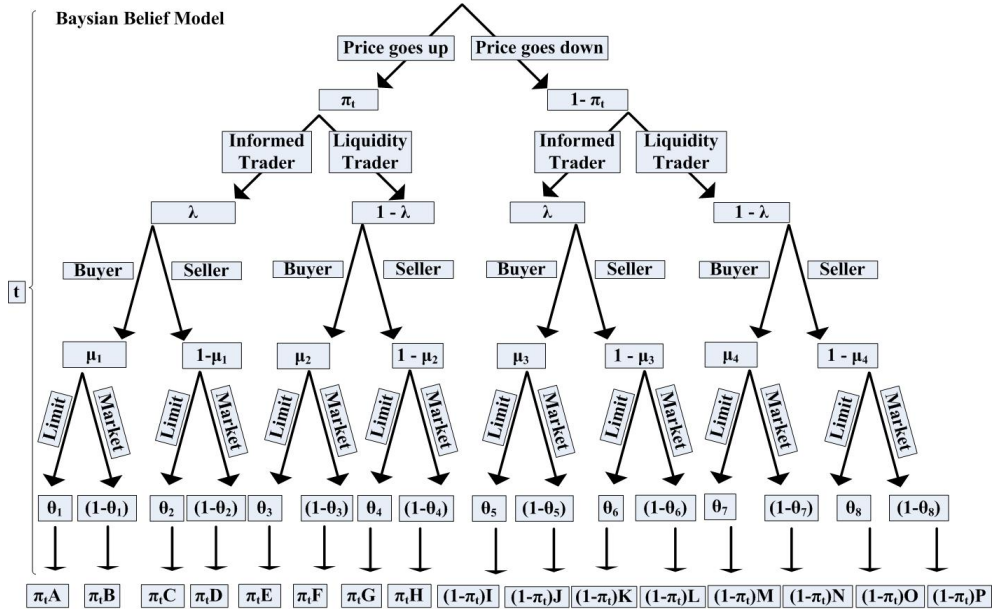 Baysian Belief Model
Price goes up Price goes down
πₜ 1- πₜ
Informed Trader Liquidity Trader Informed Trader Liquidity Trader
λ 1 - λ λ 1 - λ
Buyer Seller Buyer Seller Buyer Seller Buyer Seller
t
μ₁ 1-μ₁ μ₂ 1 - μ₂ μ₃ 1 - μ₃ μ₄ 1 - μ₄
Limit Market Limit Market Limit Market Limit Market Limit Market Limit Market Limit Market Limit Market
θ₁ (1-θ₁) θ₂ (1-θ₂) θ₃ (1-θ₃) θ₄ (1-θ₄) θ₅ (1-θ₅) θ₆ (1-θ₆) θ₇ (1-θ₇) θ₈ (1-θ₈)
πₜA πₜB πₜC πₜD πₜE πₜF πₜG πₜH (1-πₜ)I (1-πₜ)J (1-πₜ)K (1-πₜ)L (1-πₜ)M (1-πₜ)N (1-πₜ)O (1-πₜ)P